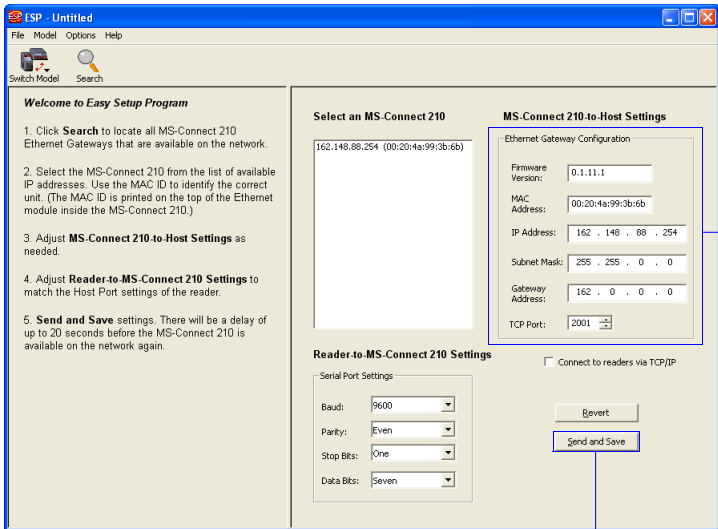 ESP - Untitled
File Model Options Help
Switch Model Search
Welcome to Easy Setup Program
1. Click Search to locate all MS-Connect 210
Ethernet Gateways that are available on the network.
2. Select the MS-Connect 210 from the list of available
IP addresses. Use the MAC ID to identify the correct
unit. (The MAC ID is printed on the top of the Ethernet
module inside the MS-Connect 210.)
3. Adjust MS-Connect 210-to-Host Settings as
needed.
4. Adjust Reader-to-MS-Connect 210 Settings to
match the Host Port settings of the reader.
5. Send and Save settings. There will be a delay of
up to 20 seconds before the MS-Connect 210 is
available on the network again.
Select an MS-Connect 210
162.148.88.254 (00:20:4a:99:3b:6b)
MS-Connect 210-to-Host Settings
Ethernet Gateway Configuration
Firmware
Version: 0.1.11.1
MAC
Address: 00:20:4a:99:3b:6b
IP Address: 162 . 148 . 88 . 254
Subnet Mask: 255 . 255 . 0 . 0
Gateway
Address: 162 . 0 . 0 . 0
TCP Port: 2001
Reader-to-MS-Connect 210 Settings
Serial Port Settings
Baud: 9600
Parity: Even
Stop Bits: One
Data Bits: Seven
Connect to readers via TCP/IP
Revert
Send and Save